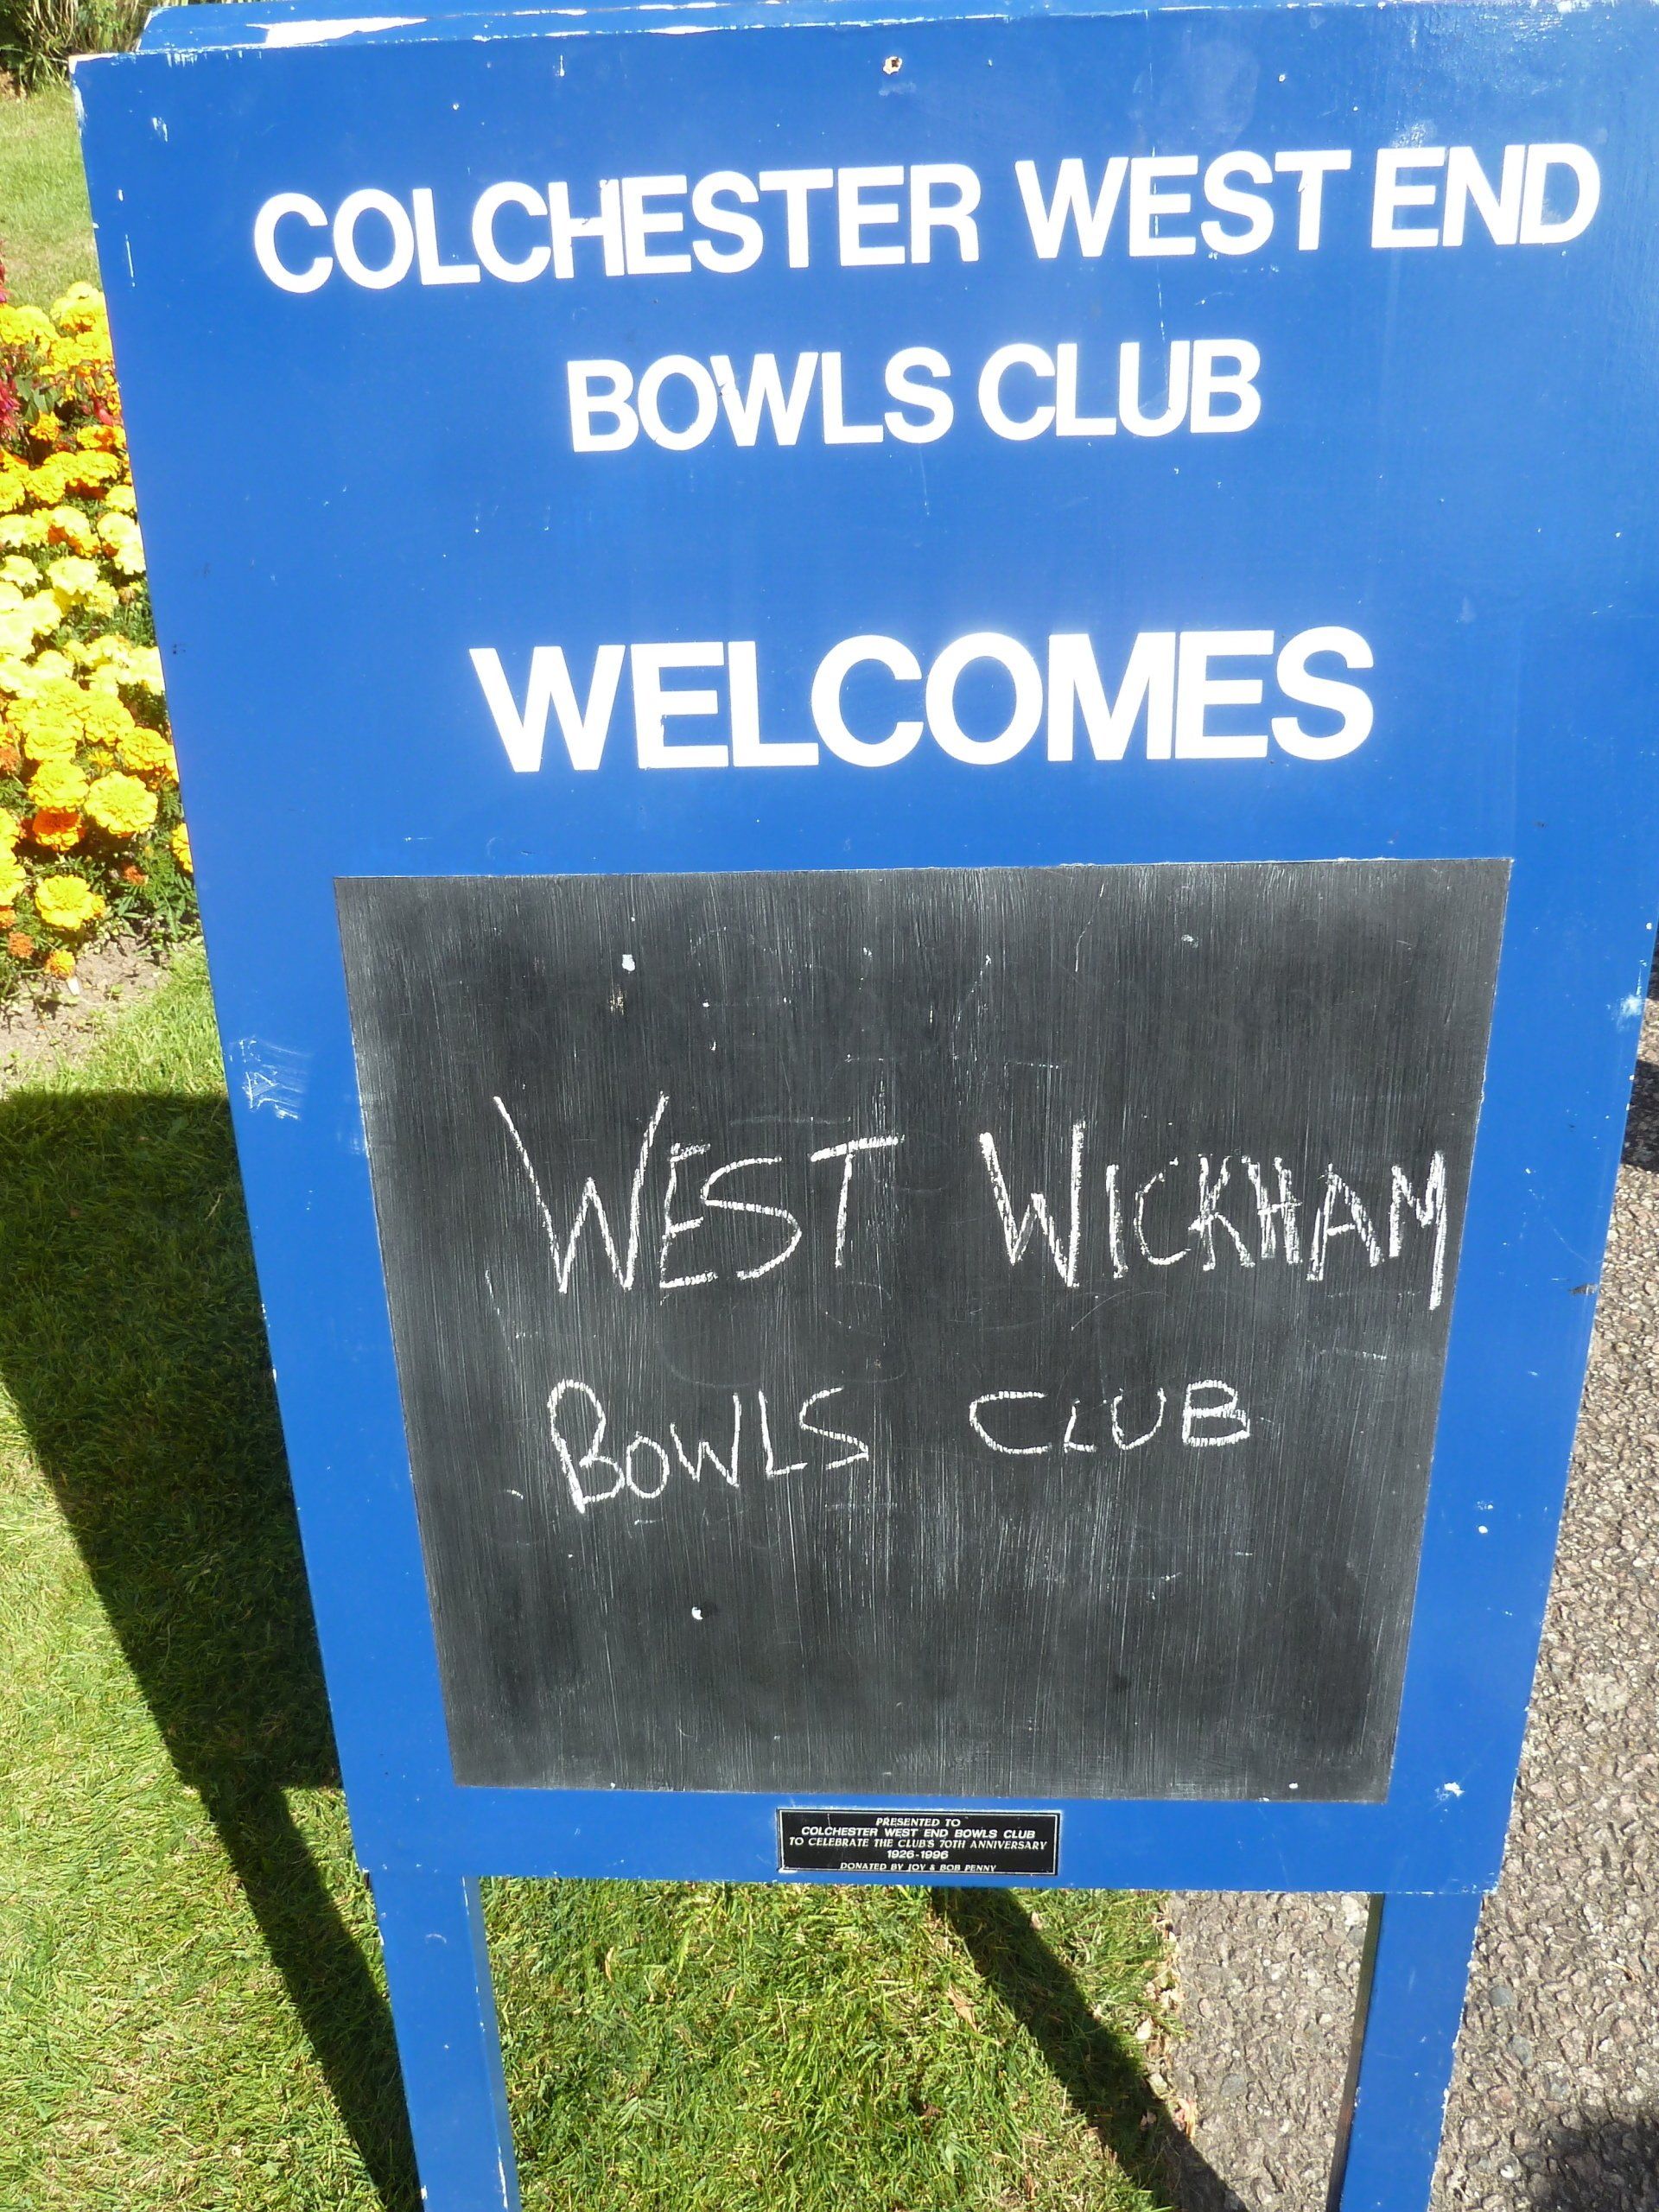 COLCHESTER WEST END
BOWLS CLUB
WELCOMES
WEST WICKHAM
BOWLS CLUB
PRESENTED TO
COLCHESTER WEST END BOWLS CLUB
TO CELEBRATE THE CLUB'S 70TH ANNIVERSARY
1926-1996
DONATED BY JOY & BOB PENNY